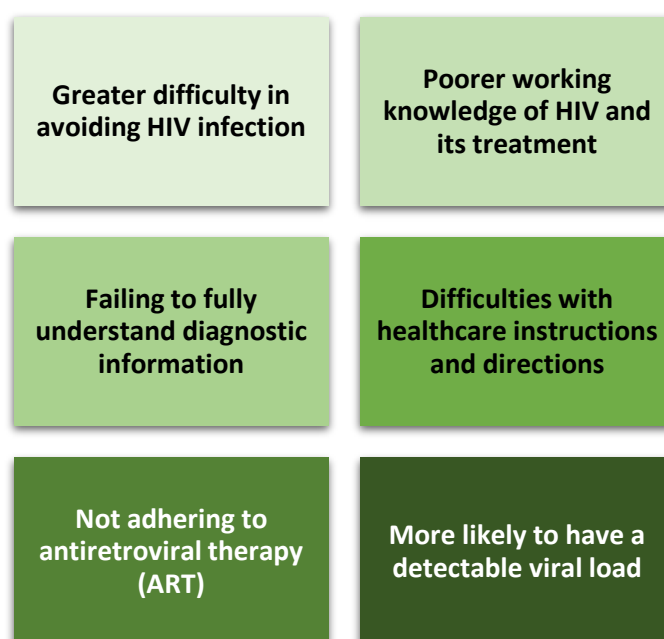 Greater difficulty in
avoiding HIV infection
Poorer working
knowledge of HIV and
its treatment
Failing to fully
understand diagnostic
information
Difficulties with
healthcare instructions
and directions
Not adhering to
antiretroviral therapy
(ART)
More likely to have a
detectable viral load